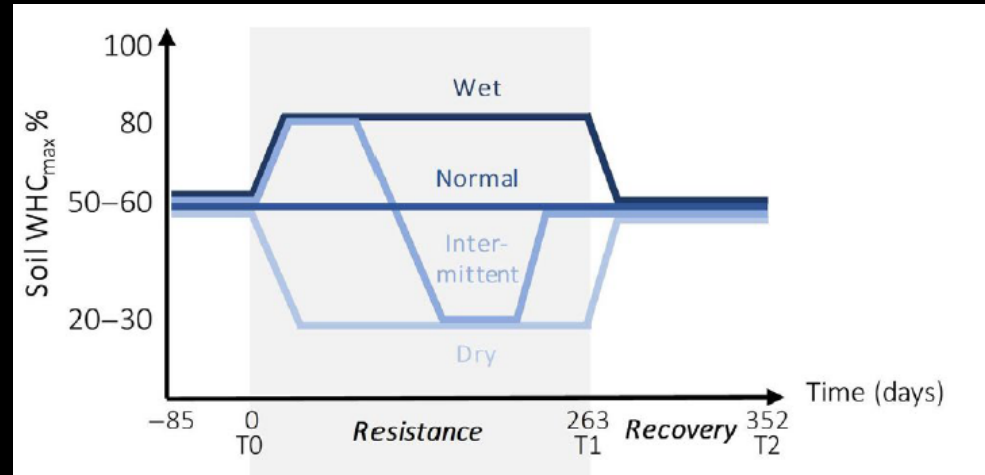 100
Wet
80
Normal
50–60
Inter-
mittent
20–30
Dry
Soil WHCmax %
Time (days)
–85 0 263 352
T0 Resistance T1 Recovery T2